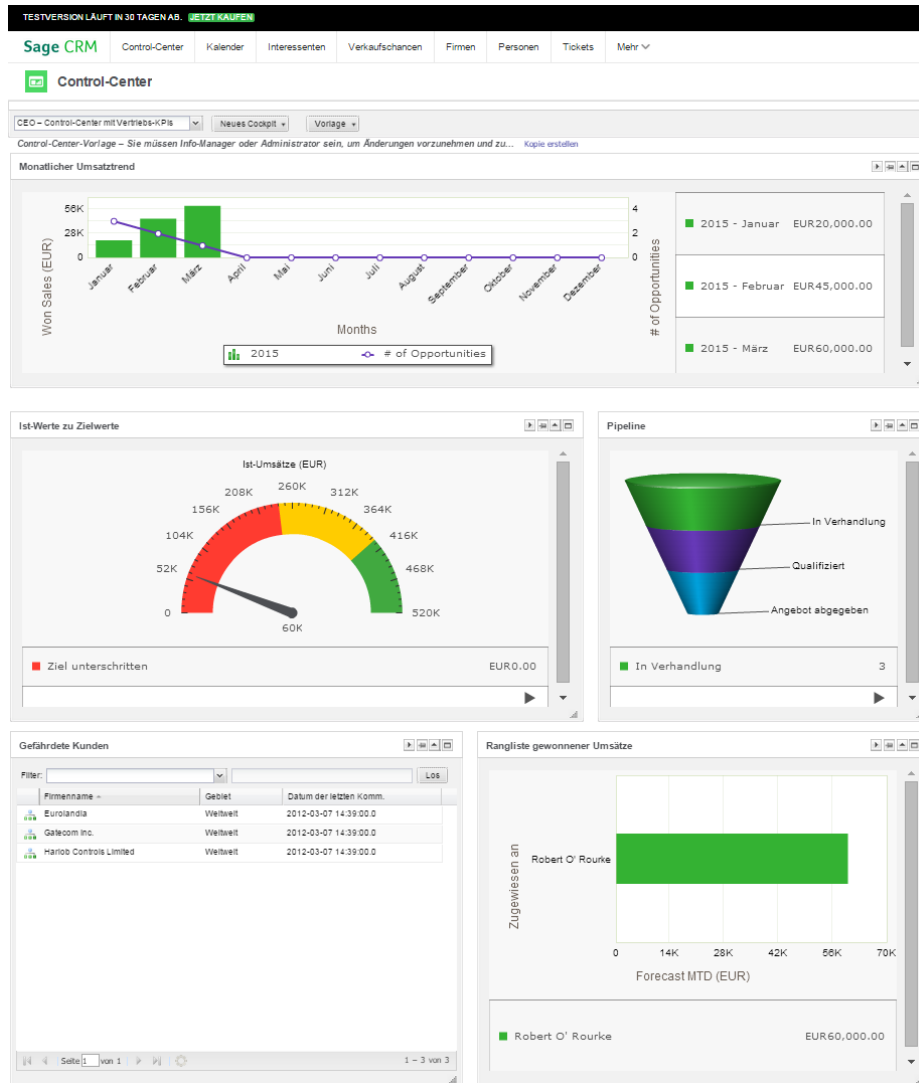 TESTVERSION LÄUFT IN 30 TAGEN AB. JETZT KAUFEN
Sage CRM Control-Center Kalender Interessenten Verkaufschancen Firmen Personen Tickets Mehr
Control-Center
CEO – Control-Center mit Vertriebs-KPIs Neues Cockpit Vorlage
Control-Center-Vorlage – Sie müssen Info-Manager oder Administrator sein, um Änderungen vorzunehmen und zu... Kopie erstellen
Monatlicher Umsatztrend
56K
28K
0
4
2
0
Won Sales (EUR)
# of Opportunities
Januar Februar März April Mai Juni Juli August September Oktober November Dezember
Months
2015 # of Opportunities
2015 - Januar EUR20,000.00
2015 - Februar EUR45,000.00
2015 - März EUR60,000.00
Ist-Werte zu Zielwerte
Ist-Umsätze (EUR)
0
52K
104K
156K
208K
260K
312K
364K
416K
468K
520K
60K
Ziel unterschritten EUR0.00
Pipeline
In Verhandlung
Qualifiziert
Angebot abgegeben
In Verhandlung 3
Gefährdete Kunden
Filter: Los
Firmenname Gebiet Datum der letzten Komm.
Eurolandia Weltweit 2012-03-07 14:39:00.0
Gatecom Inc. Weltweit 2012-03-07 14:39:00.0
Harlob Controls Limited Weltweit 2012-03-07 14:39:00.0
Seite 1 von 1 1 – 3 von 3
Rangliste gewonnener Umsätze
Zugewiesen an
Robert O' Rourke
0 14K 28K 42K 56K 70K
Forecast MTD (EUR)
Robert O' Rourke EUR60,000.00